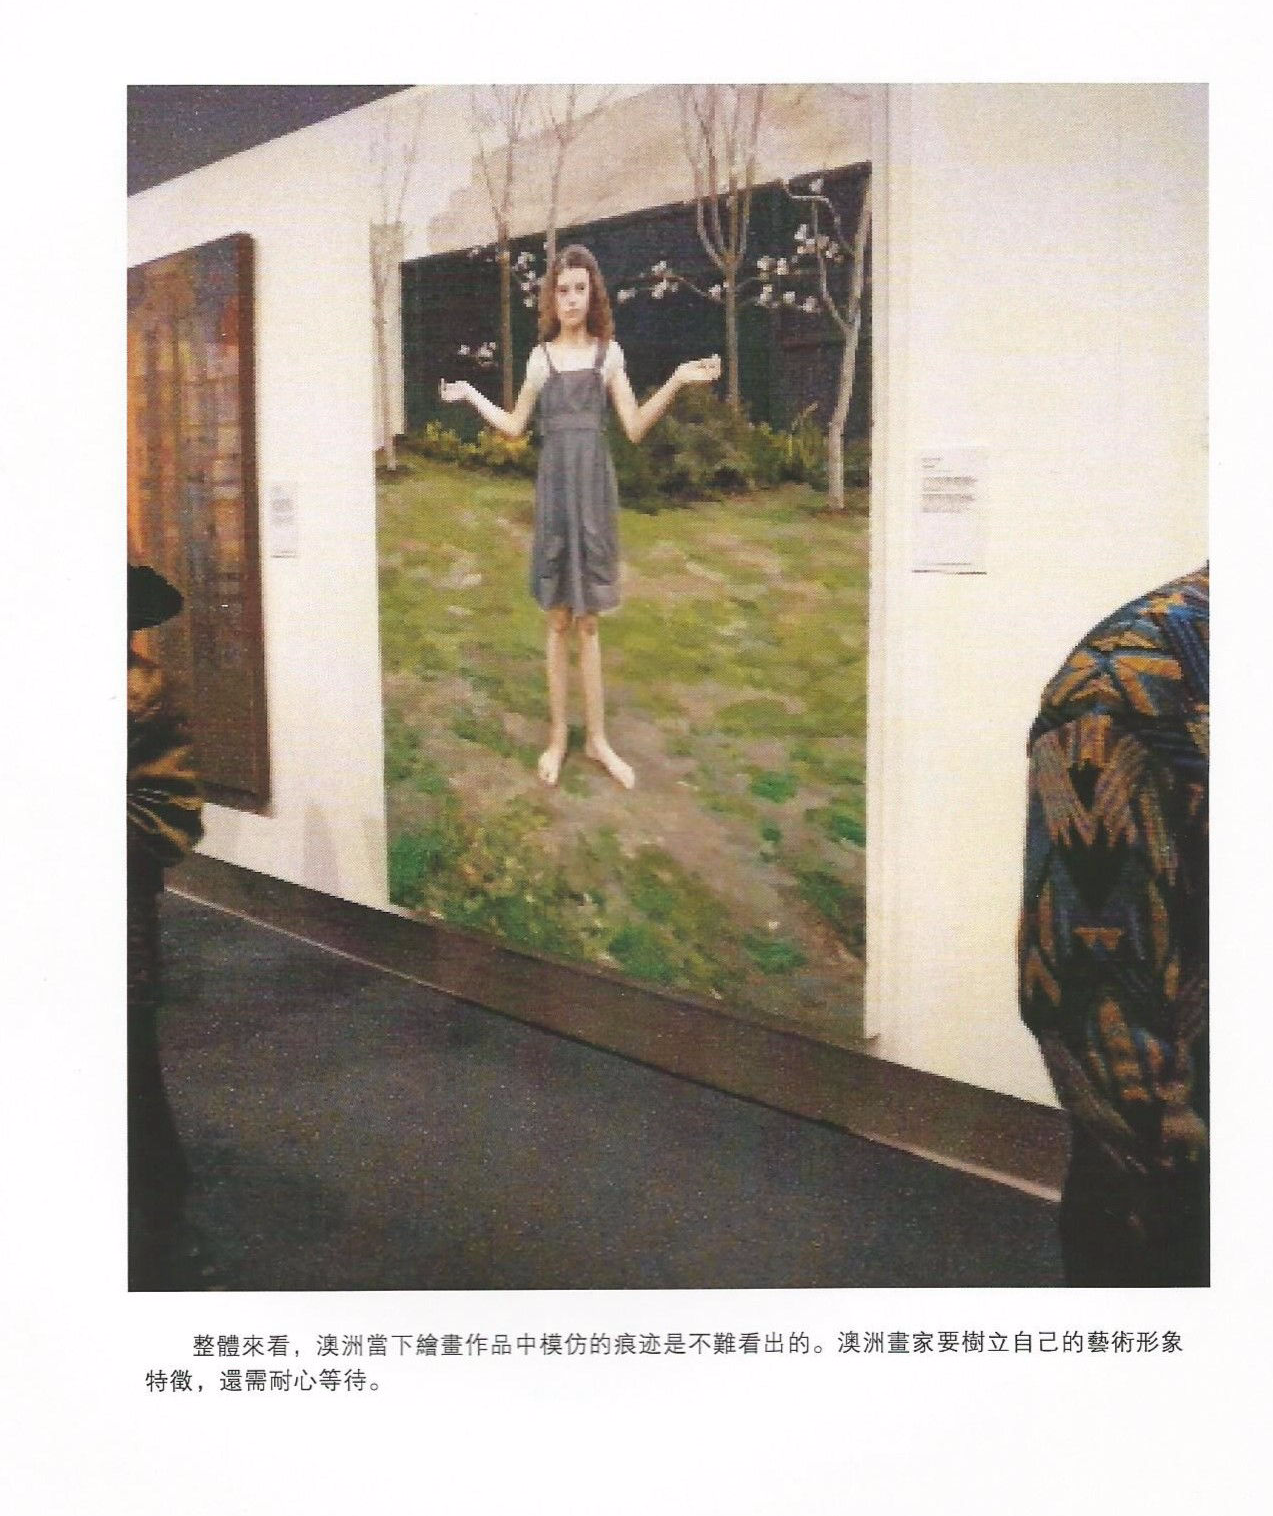 整體來看，澳洲當下繪畫作品中模仿的痕迹是不難看出的。澳洲畫家要樹立自己的藝術形象
特徵，還需耐心等待。